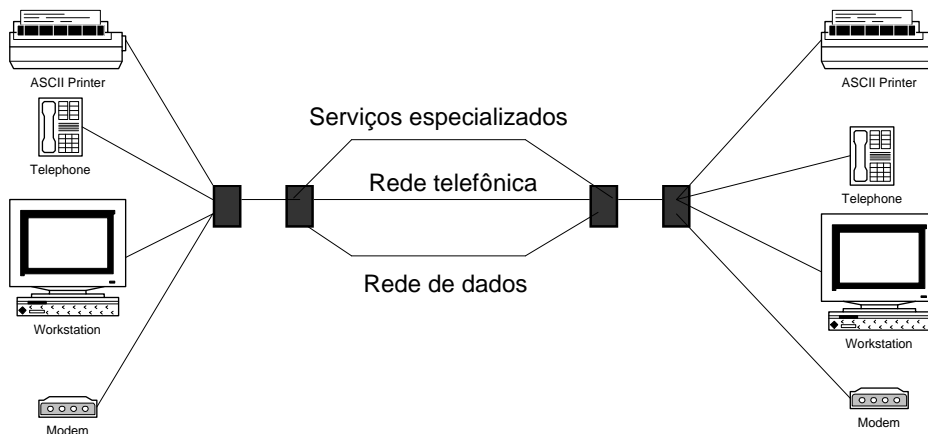 ASCII Printer
ASCII Printer
Serviços especializados
Telephone
Rede telefônica
Telephone
Rede de dados
Workstation
Workstation
Modem
Modem